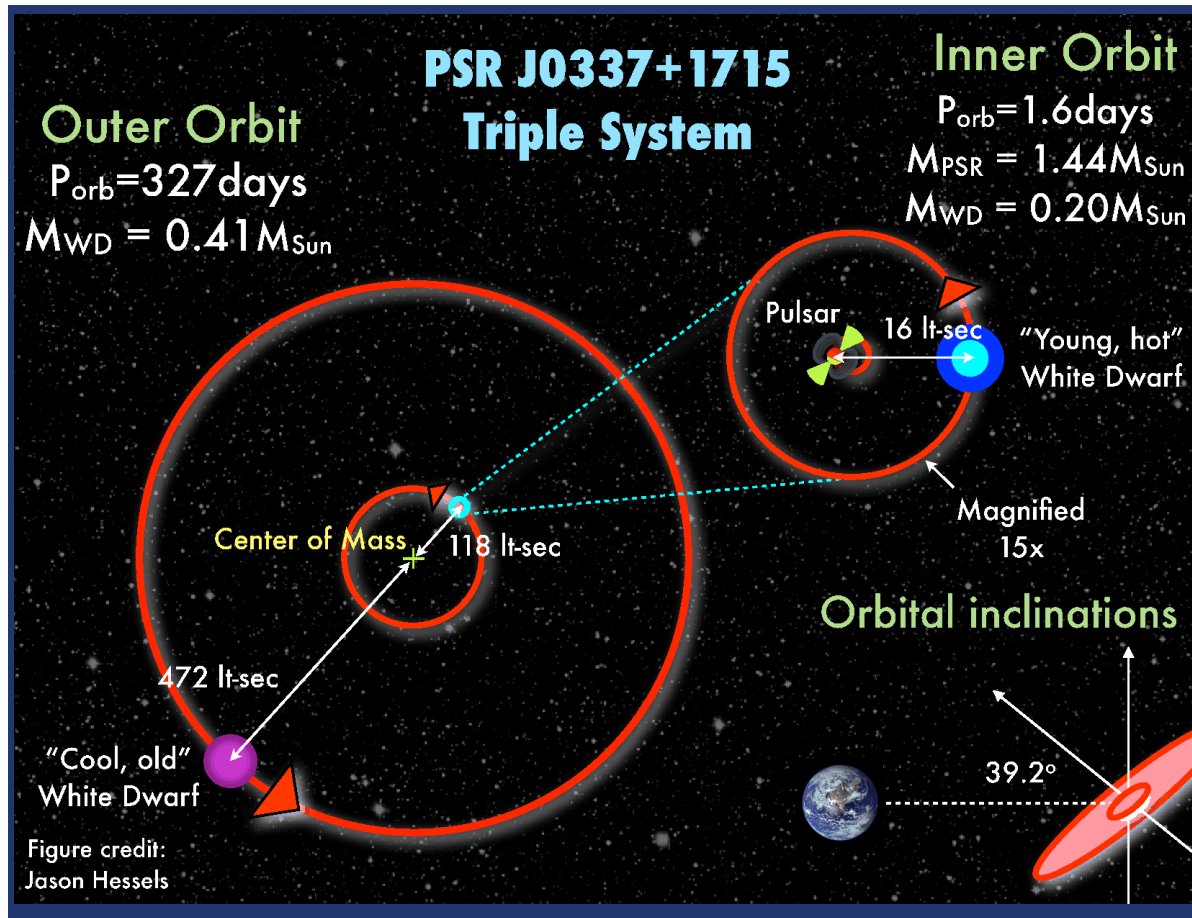 PSR J0337+1715
Triple System
Outer Orbit
Porb=327days
MWD = 0.41MSun
Inner Orbit
Porb=1.6days
MPSR = 1.44MSun
MWD = 0.20MSun
Pulsar
16 lt-sec
"Young, hot"
White Dwarf
Magnified
15x
Center of Mass
118 lt-sec
472 lt-sec
"Cool, old"
White Dwarf
Orbital inclinations
39.2o
Figure credit:
Jason Hessels